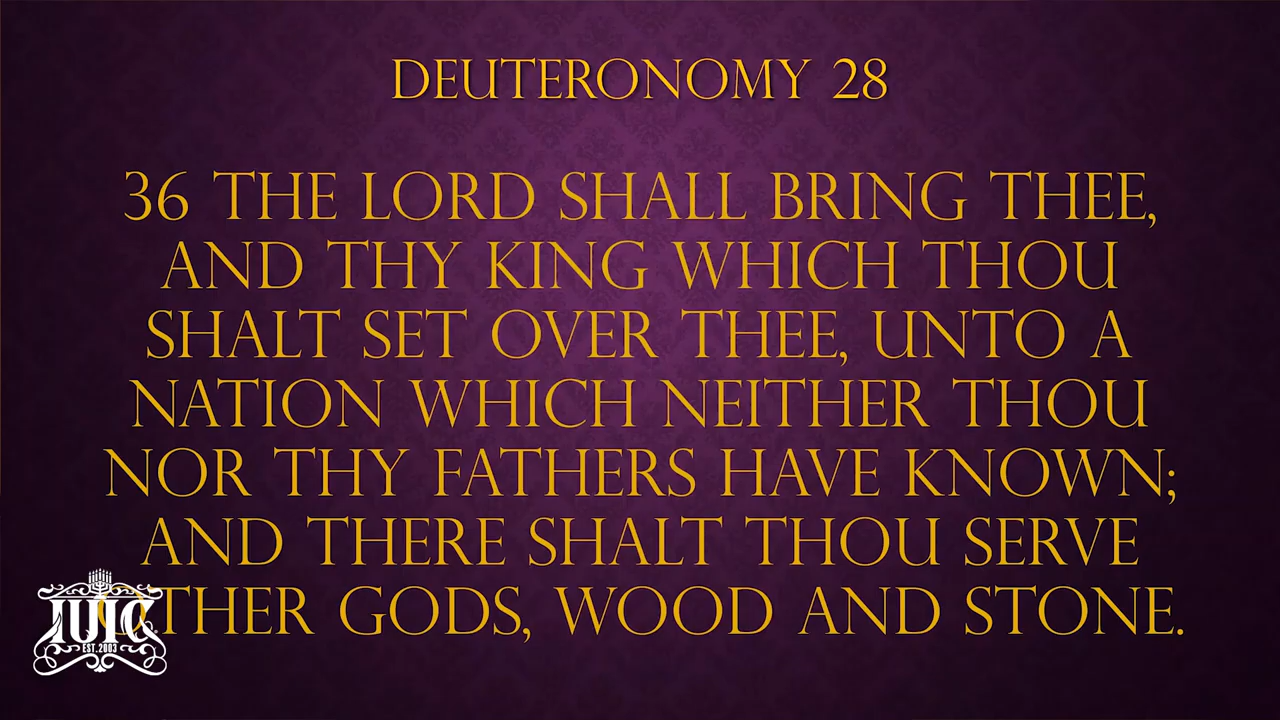 DEUTERONOMY 28
36 THE LORD SHALL BRING THEE,
AND THY KING WHICH THOU
SHALT SET OVER THEE, UNTO A
NATION WHICH NEITHER THOU
NOR THY FATHERS HAVE KNOWN;
AND THERE SHALT THOU SERVE
OTHER GODS, WOOD AND STONE.
IUIC
EST. 2003